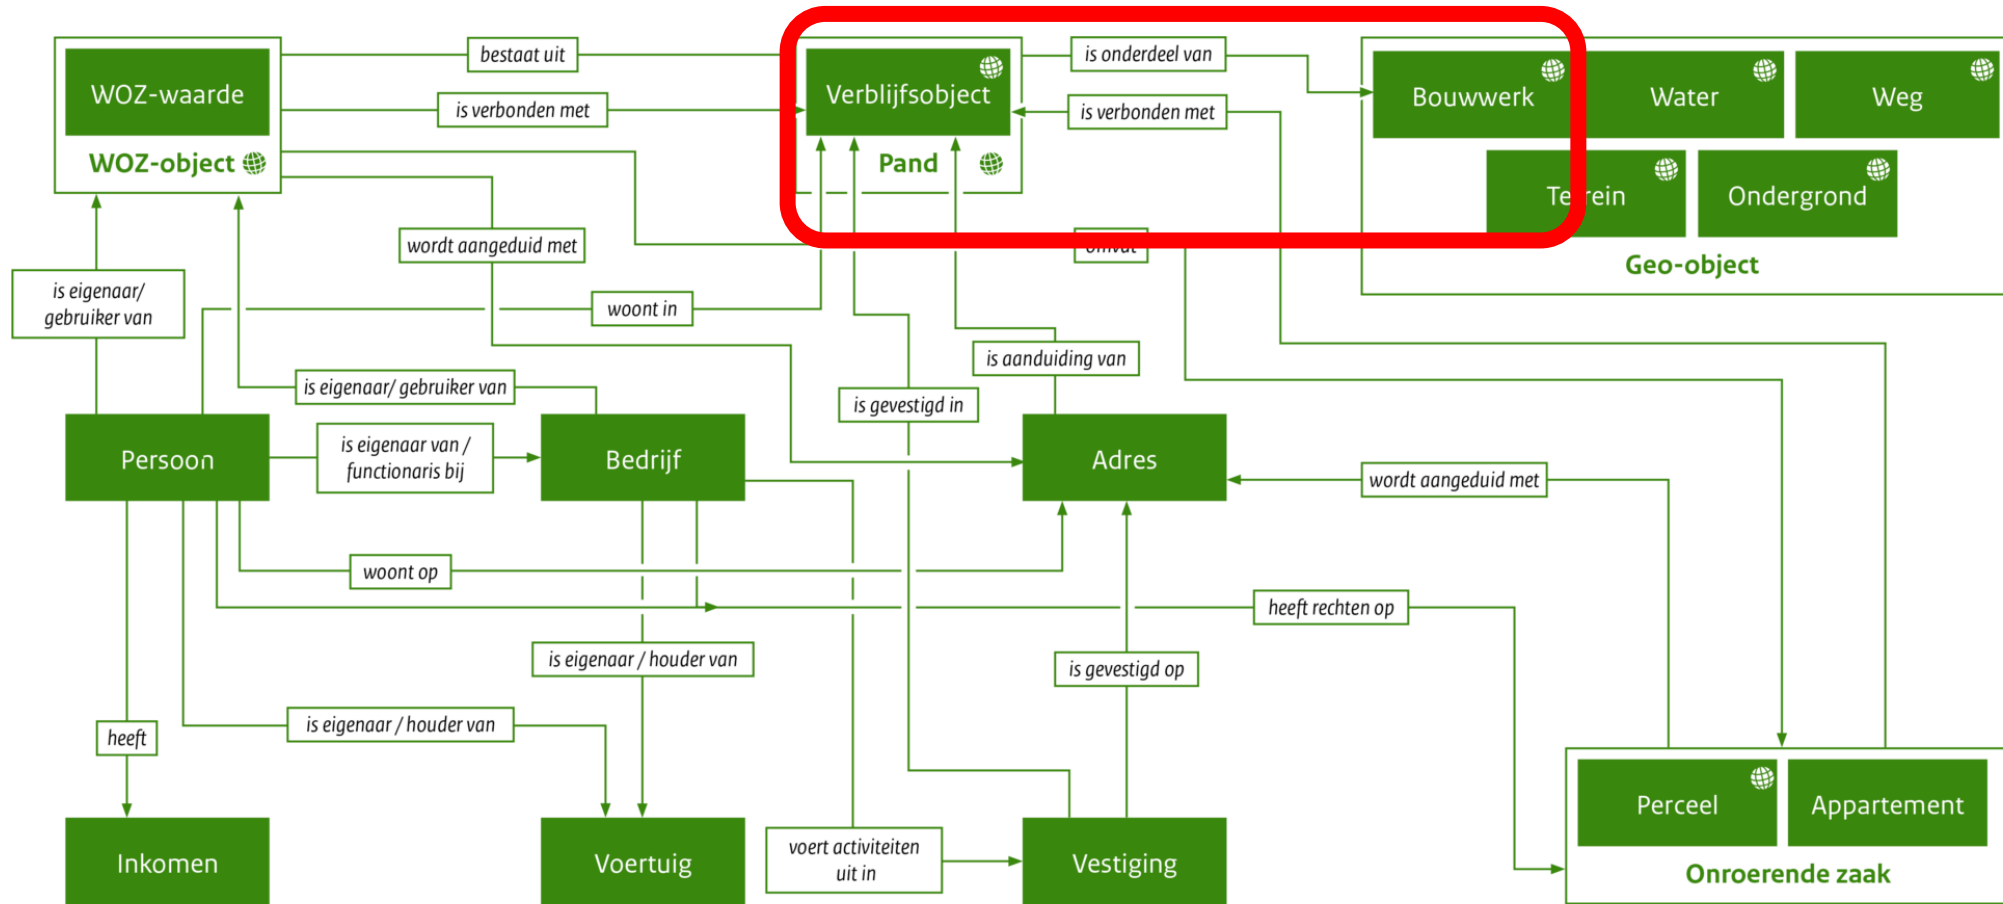 bestaat uit
is onderdeel van
WOZ-waarde
Verblijfsobject
Bouwwerk
Water
Weg
is verbonden met
is verbonden met
WOZ-object
Pand
Terrein
Ondergrond
wordt aangeduid met
omvat
Geo-object
is eigenaar/
gebruiker van
woont in
is aanduiding van
is eigenaar/ gebruiker van
is gevestigd in
Persoon
is eigenaar van /
functionaris bij
Bedrijf
Adres
wordt aangeduid met
woont op
heeft rechten op
is eigenaar / houder van
is gevestigd op
heeft
is eigenaar / houder van
Perceel
Appartement
Inkomen
Voertuig
voert activiteiten
uit in
Vestiging
Onroerende zaak